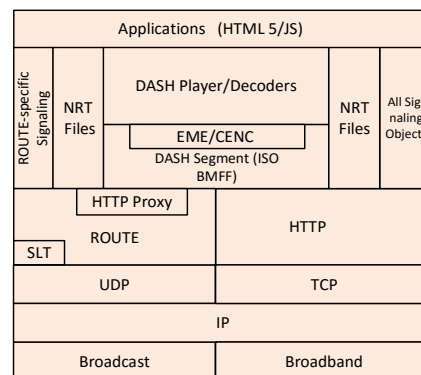 Applications (HTML 5/JS)
ROUTE-specific
Signaling
NRT
Files
DASH Player/Decoders
EME/CENC
DASH Segment (ISO
BMFF)
NRT
Files
All Sig
naling
Object
HTTP Proxy
ROUTE
SLT
HTTP
UDP
TCP
IP
Broadcast
Broadband